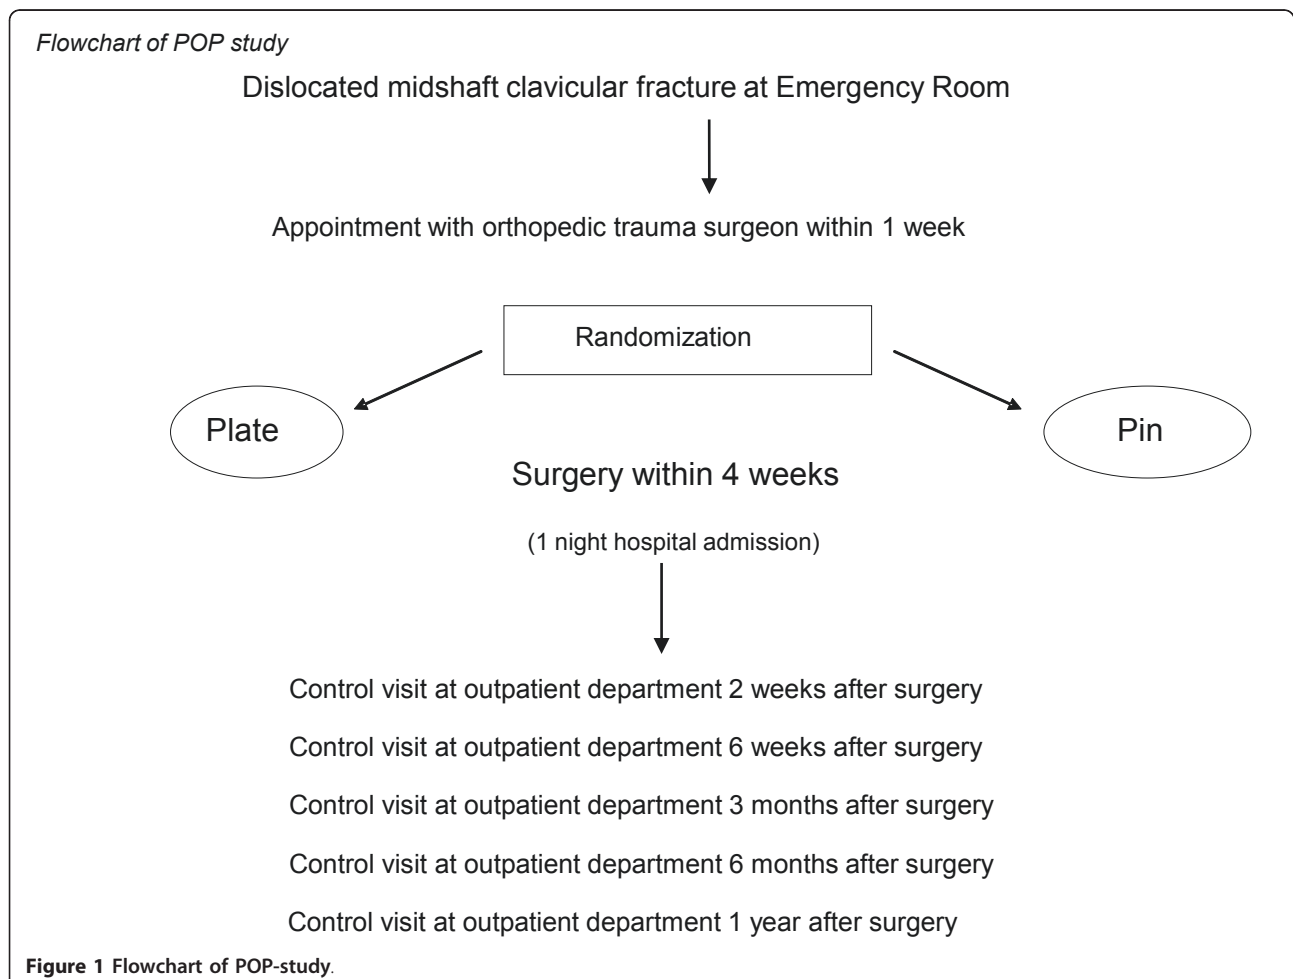 Flowchart of POP study
Dislocated midshaft clavicular fracture at Emergency Room
Appointment with orthopedic trauma surgeon within 1 week
Randomization
Plate
Pin
Surgery within 4 weeks
(1 night hospital admission)
Control visit at outpatient department 2 weeks after surgery
Control visit at outpatient department 6 weeks after surgery
Control visit at outpatient department 3 months after surgery
Control visit at outpatient department 6 months after surgery
Control visit at outpatient department 1 year after surgery
Figure 1 Flowchart of POP-study.